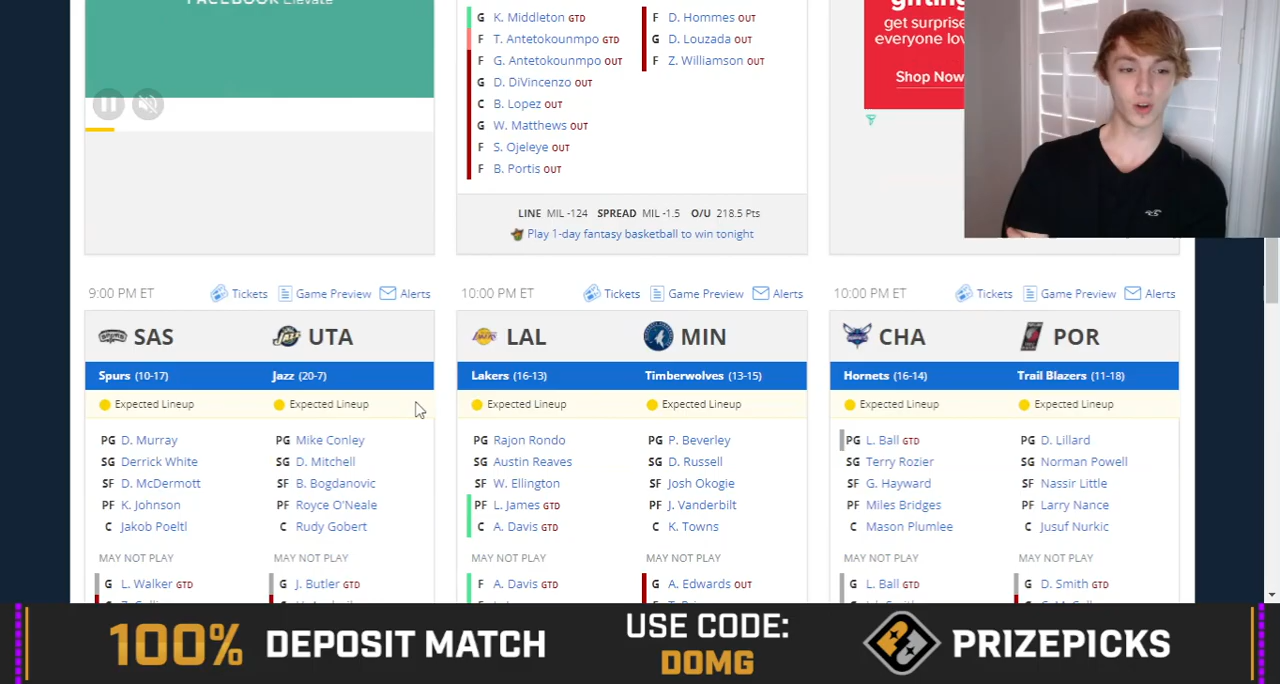 FACEBOOK Elevate
G K. Middleton GTD
F T. Antetokounmpo GTD
F G. Antetokounmpo OUT
G D. DiVincenzo OUT
C B. Lopez OUT
G W. Matthews OUT
F S. Ojeleye OUT
F B. Portis OUT
F D. Hommes OUT
G D. Louzada OUT
F Z. Williamson OUT
LINE MIL -124 SPREAD MIL -1.5 O/U 218.5 Pts
Play 1-day fantasy basketball to win tonight
gifting
get surprise
everyone lov
Shop Now
9:00 PM ET Tickets Game Preview Alerts
SAS UTA
Spurs (10-17) Jazz (20-7)
Expected Lineup Expected Lineup
PG D. Murray PG Mike Conley
SG Derrick White SG D. Mitchell
SF D. McDermott SF B. Bogdanovic
PF K. Johnson PF Royce O'Neale
C Jakob Poeltl C Rudy Gobert
MAY NOT PLAY MAY NOT PLAY
G L. Walker GTD G J. Butler GTD
10:00 PM ET Tickets Game Preview Alerts
LAL MIN
Lakers (16-13) Timberwolves (13-15)
Expected Lineup Expected Lineup
PG Rajon Rondo PG P. Beverley
SG Austin Reaves SG D. Russell
SF W. Ellington SF Josh Okogie
PF L. James GTD PF J. Vanderbilt
C A. Davis GTD C K. Towns
MAY NOT PLAY MAY NOT PLAY
F A. Davis GTD G A. Edwards OUT
10:00 PM ET Tickets Game Preview Alerts
CHA POR
Hornets (16-14) Trail Blazers (11-18)
Expected Lineup Expected Lineup
PG L. Ball GTD PG D. Lillard
SG Terry Rozier SG Norman Powell
SF G. Hayward SF Nassir Little
PF Miles Bridges PF Larry Nance
C Mason Plumlee C Jusuf Nurkic
MAY NOT PLAY MAY NOT PLAY
G L. Ball GTD G D. Smith GTD
100% DEPOSIT MATCH
USE CODE:
DOMG
PRIZEPICKS